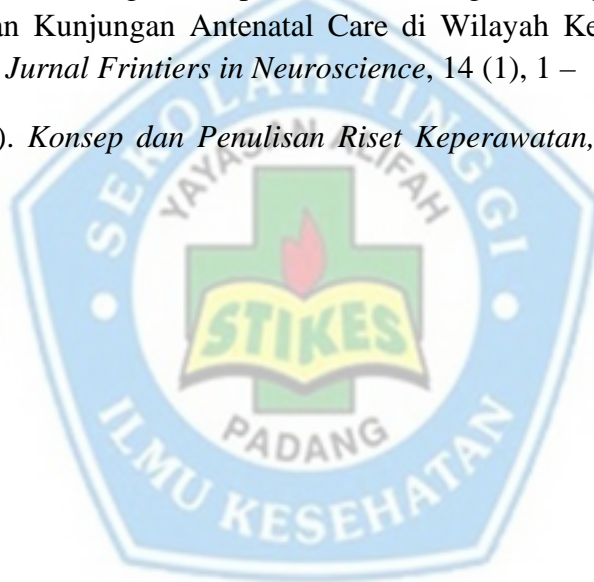 an Kunjungan Antenatal Care di Wilayah Ke
Jurnal Frintiers in Neuroscience, 14 (1), 1 –
). Konsep dan Penulisan Riset Keperawatan,
SEKOLAH TINGGI
YAYASAN ALIFAH
STIKES
PADANG
ILMU KESEHATAN